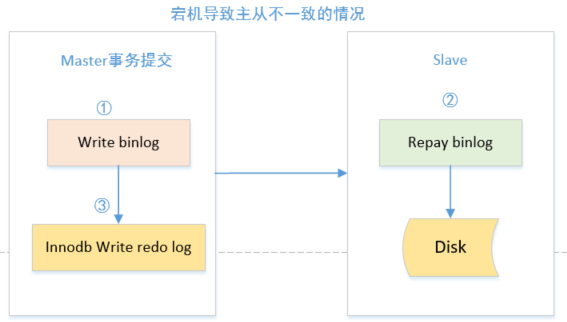 宕机导致主从不一致的情况
Master事务提交
①
Write binlog
③
Innodb Write redo log
Slave
②
Repay binlog
Disk